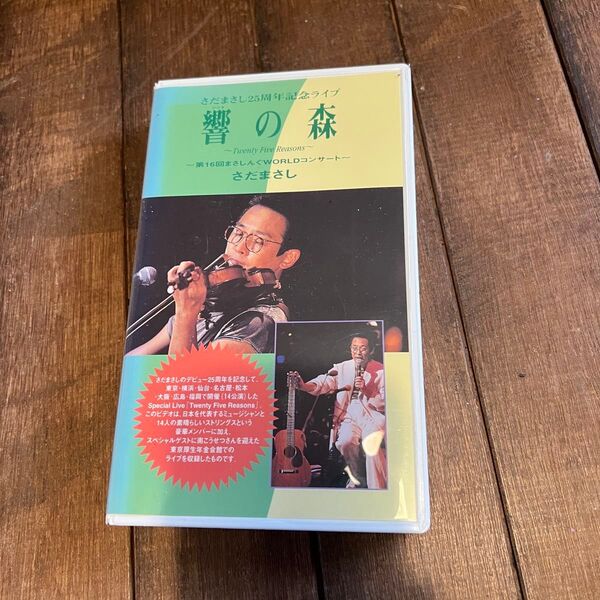 さだまさし25周年記念ライブ
響の森
〜Twenty Five Reasons〜
〜第16回まさしんぐWORLDコンサート〜
さだまさし
さだまさしのデビュー25周年を記念して、
東京・横浜・仙台・名古屋・松本
・大阪・広島・福岡で開催(14公演)した
Special Live「Twenty Five Reasons」。
このビデオは、日本を代表するミュージシャンと
14人の素晴らしいストリングスという
豪華メンバーに加え、
スペシャルゲストに南こうせつさんを迎えた
東京厚生年金会館での
ライブを収録したものです。